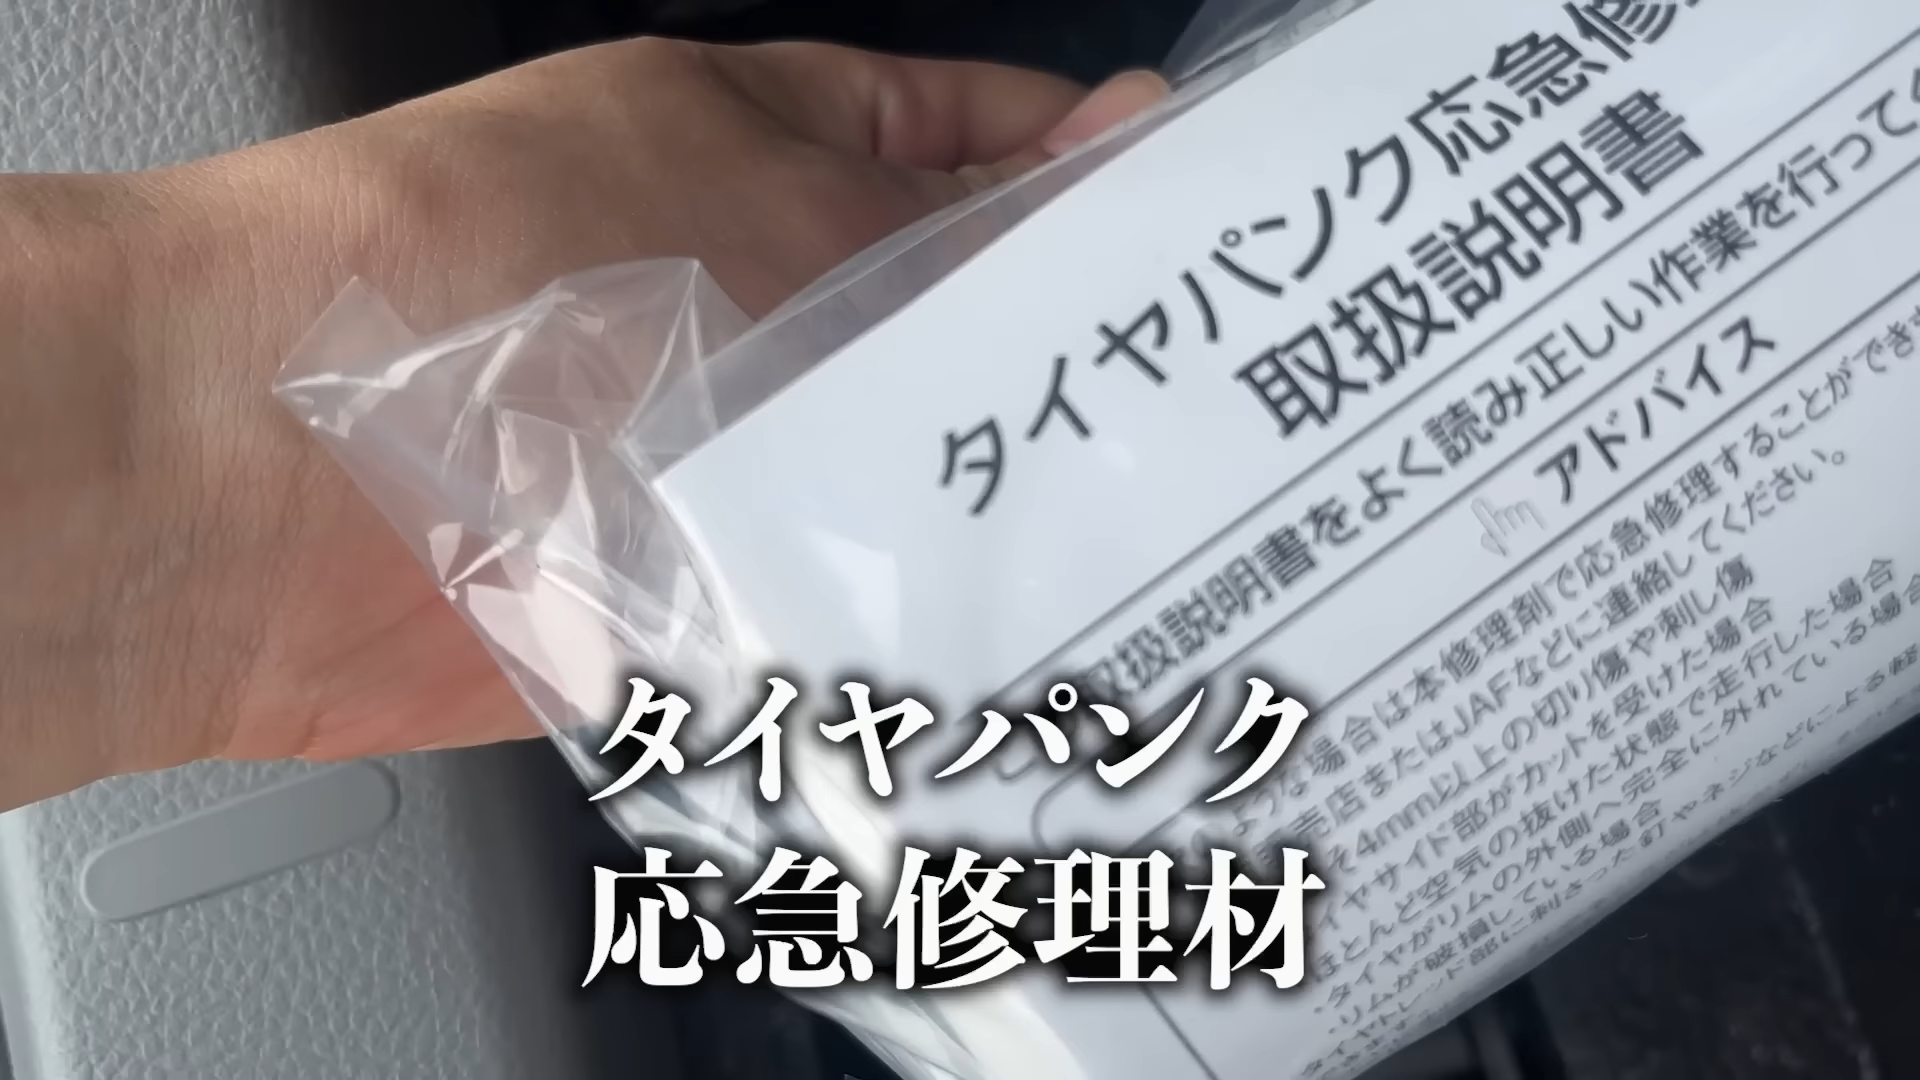 タイヤパンク応急修
取扱説明書
取扱説明書をよく読み正しい作業を行って
アドバイス
ような場合は本修理剤で応急修理することができ
売店またはJAFなどに連絡してください。
そ4mm以上の切り傷や刺し傷
イヤサイド部がカットを受けた場合
ほとんど空気の抜けた状態で走行した場合
・タイヤがリムの外側へ完全に外れている場合
・リムが破損している場合
タイヤトレッド部に刺さった釘やネジなどによる軽
タイヤパンク
応急修理材